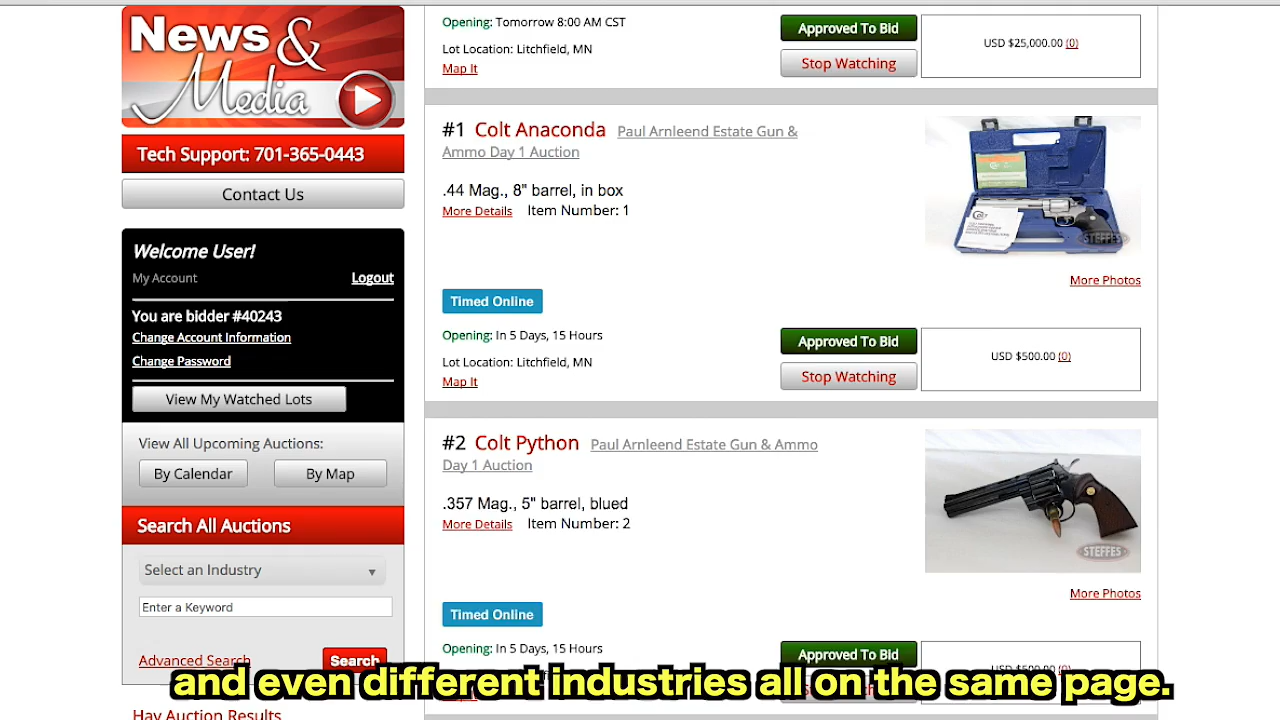 News &
Media
Tech Support: 701-365-0443
Contact Us
Welcome User!
My Account
Logout
You are bidder #40243
Change Account Information
Change Password
View My Watched Lots
View All Upcoming Auctions:
By Calendar
By Map
Search All Auctions
Select an Industry
Enter a Keyword
Advanced Search
Search
Hay Auction Results
Opening: Tomorrow 8:00 AM CST
Lot Location: Litchfield, MN
Map It
Approved To Bid
Stop Watching
USD $25,000.00 (0)
#1 Colt Anaconda Paul Arnleend Estate Gun &
Ammo Day 1 Auction
.44 Mag., 8" barrel, in box
More Details Item Number: 1
STEFFES
More Photos
Timed Online
Opening: In 5 Days, 15 Hours
Lot Location: Litchfield, MN
Map It
Approved To Bid
Stop Watching
USD $500.00 (0)
#2 Colt Python Paul Arnleend Estate Gun & Ammo
Day 1 Auction
.357 Mag., 5" barrel, blued
More Details Item Number: 2
STEFFES
More Photos
Timed Online
Opening: In 5 Days, 15 Hours
Approved To Bid
USD $500.00 (0)
and even different industries all on the same page.